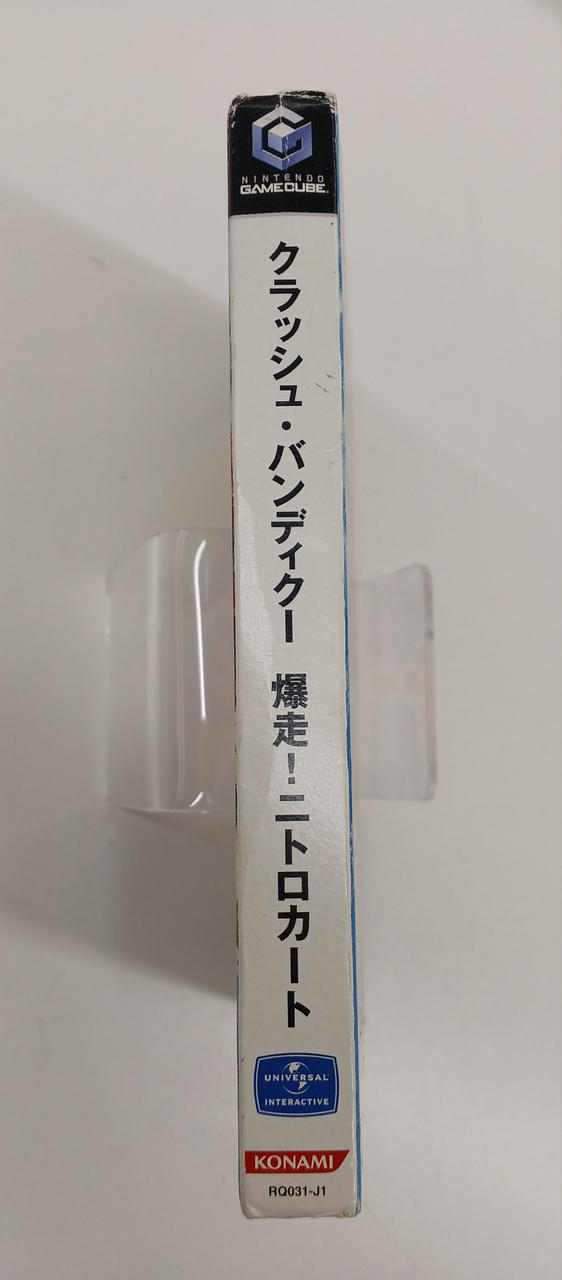 NINTENDO
GAMECUBE
クラッシュ・バンディクー 爆走!ニトロカート
UNIVERSAL
INTERACTIVE
KONAMI
RQ031-J1